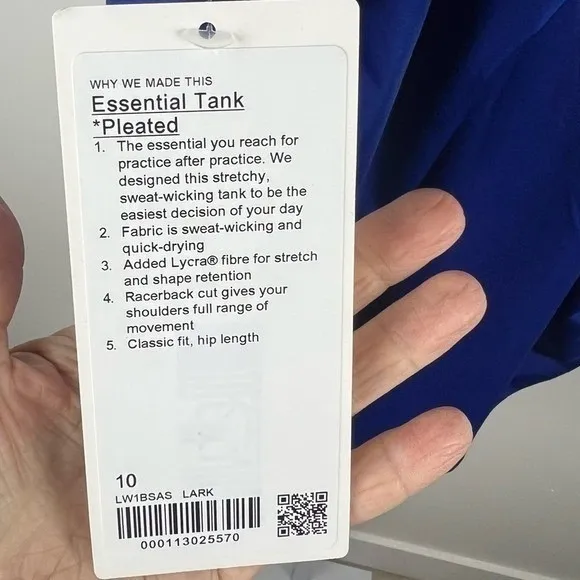 WHY WE MADE THIS
Essential Tank
*Pleated
1. The essential you reach for
practice after practice. We
designed this stretchy,
sweat-wicking tank to be the
easiest decision of your day
2. Fabric is sweat-wicking and
quick-drying
3. Added Lycra® fibre for stretch
and shape retention
4. Racerback cut gives your
shoulders full range of
movement
5. Classic fit, hip length
10
LW1BSAS LARK
000113025570